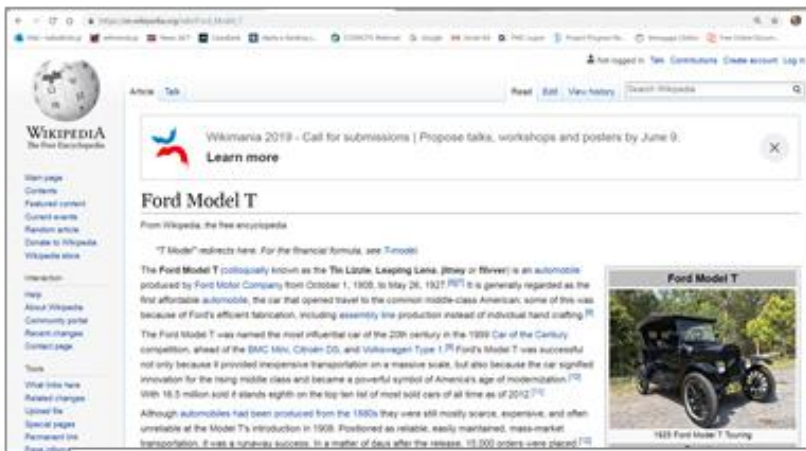 Not logged in Talk Contributions Create account Log in
Article Talk
Read Edit View history
Search Wikipedia
WIKIPEDIA
The Free Encyclopedia
Wikimania 2019 - Call for submissions | Propose talks, workshops and posters by June 9.
Learn more
Main page
Contents
Featured content
Current events
Random article
Donate to Wikipedia
Wikipedia store
Interaction
Help
About Wikipedia
Community portal
Recent changes
Contact page
Tools
What links here
Related changes
Upload file
Special pages
Permanent link
Ford Model T
From Wikipedia, the free encyclopedia
"T Model" redirects here. For the financial formula, see T-model
The Ford Model T (colloquially known as the Tin Lizzie, Leaping Lena, jitney or flivver) is an automobile
produced by Ford Motor Company from October 1, 1908, to May 26, 1927. It is generally regarded as the
first affordable automobile, the car that opened travel to the common middle-class American; some of this was
because of Ford's efficient fabrication, including assembly line production instead of individual hand crafting.
The Ford Model T was named the most influential car of the 20th century in the 1999 Car of the Century
competition, ahead of the BMC Mini, Citroën DS, and Volkswagen Type 1. Ford's Model T was successful
not only because it provided inexpensive transportation on a massive scale, but also because the car signified
innovation for the rising middle class and became a powerful symbol of America's age of modernization.[10]
With 16.5 million sold it stands eighth on the top ten list of most sold cars of all time as of 2012.[11]
Although automobiles had been produced from the 1880s they were still mostly scarce, expensive, and often
unreliable at the Model T's introduction in 1908. Positioned as reliable, easily maintained, mass-market
transportation, it was a runaway success. In a matter of days after the release, 15,000 orders were placed.[12]
Ford Model T
1925 Ford Model T Touring